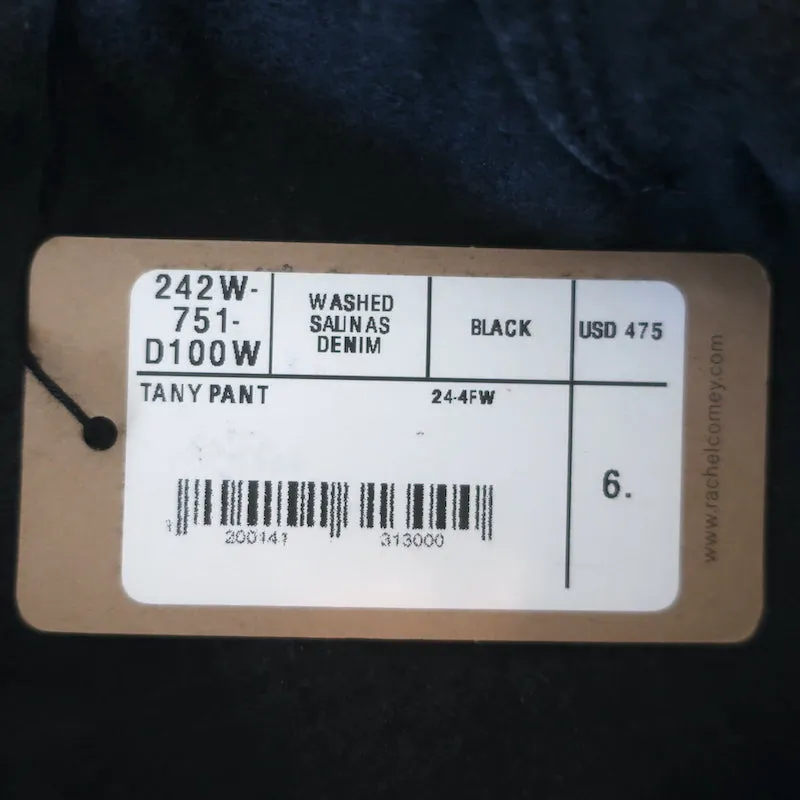 242W-
751-
D100W
WASHED
SALINAS
DENIM
BLACK
USD 475
TANY PANT
24-4FW
6.
200141
313000
www.rachelcomey.com